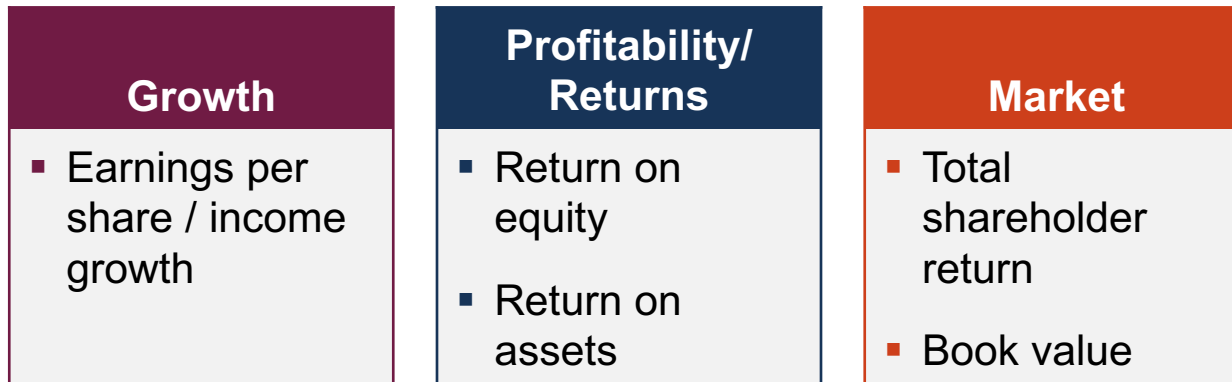 Growth
▪ Earnings per
share / income
growth
Profitability/
Returns
▪ Return on
equity
▪ Return on
assets
Market
▪ Total
shareholder
return
▪ Book value